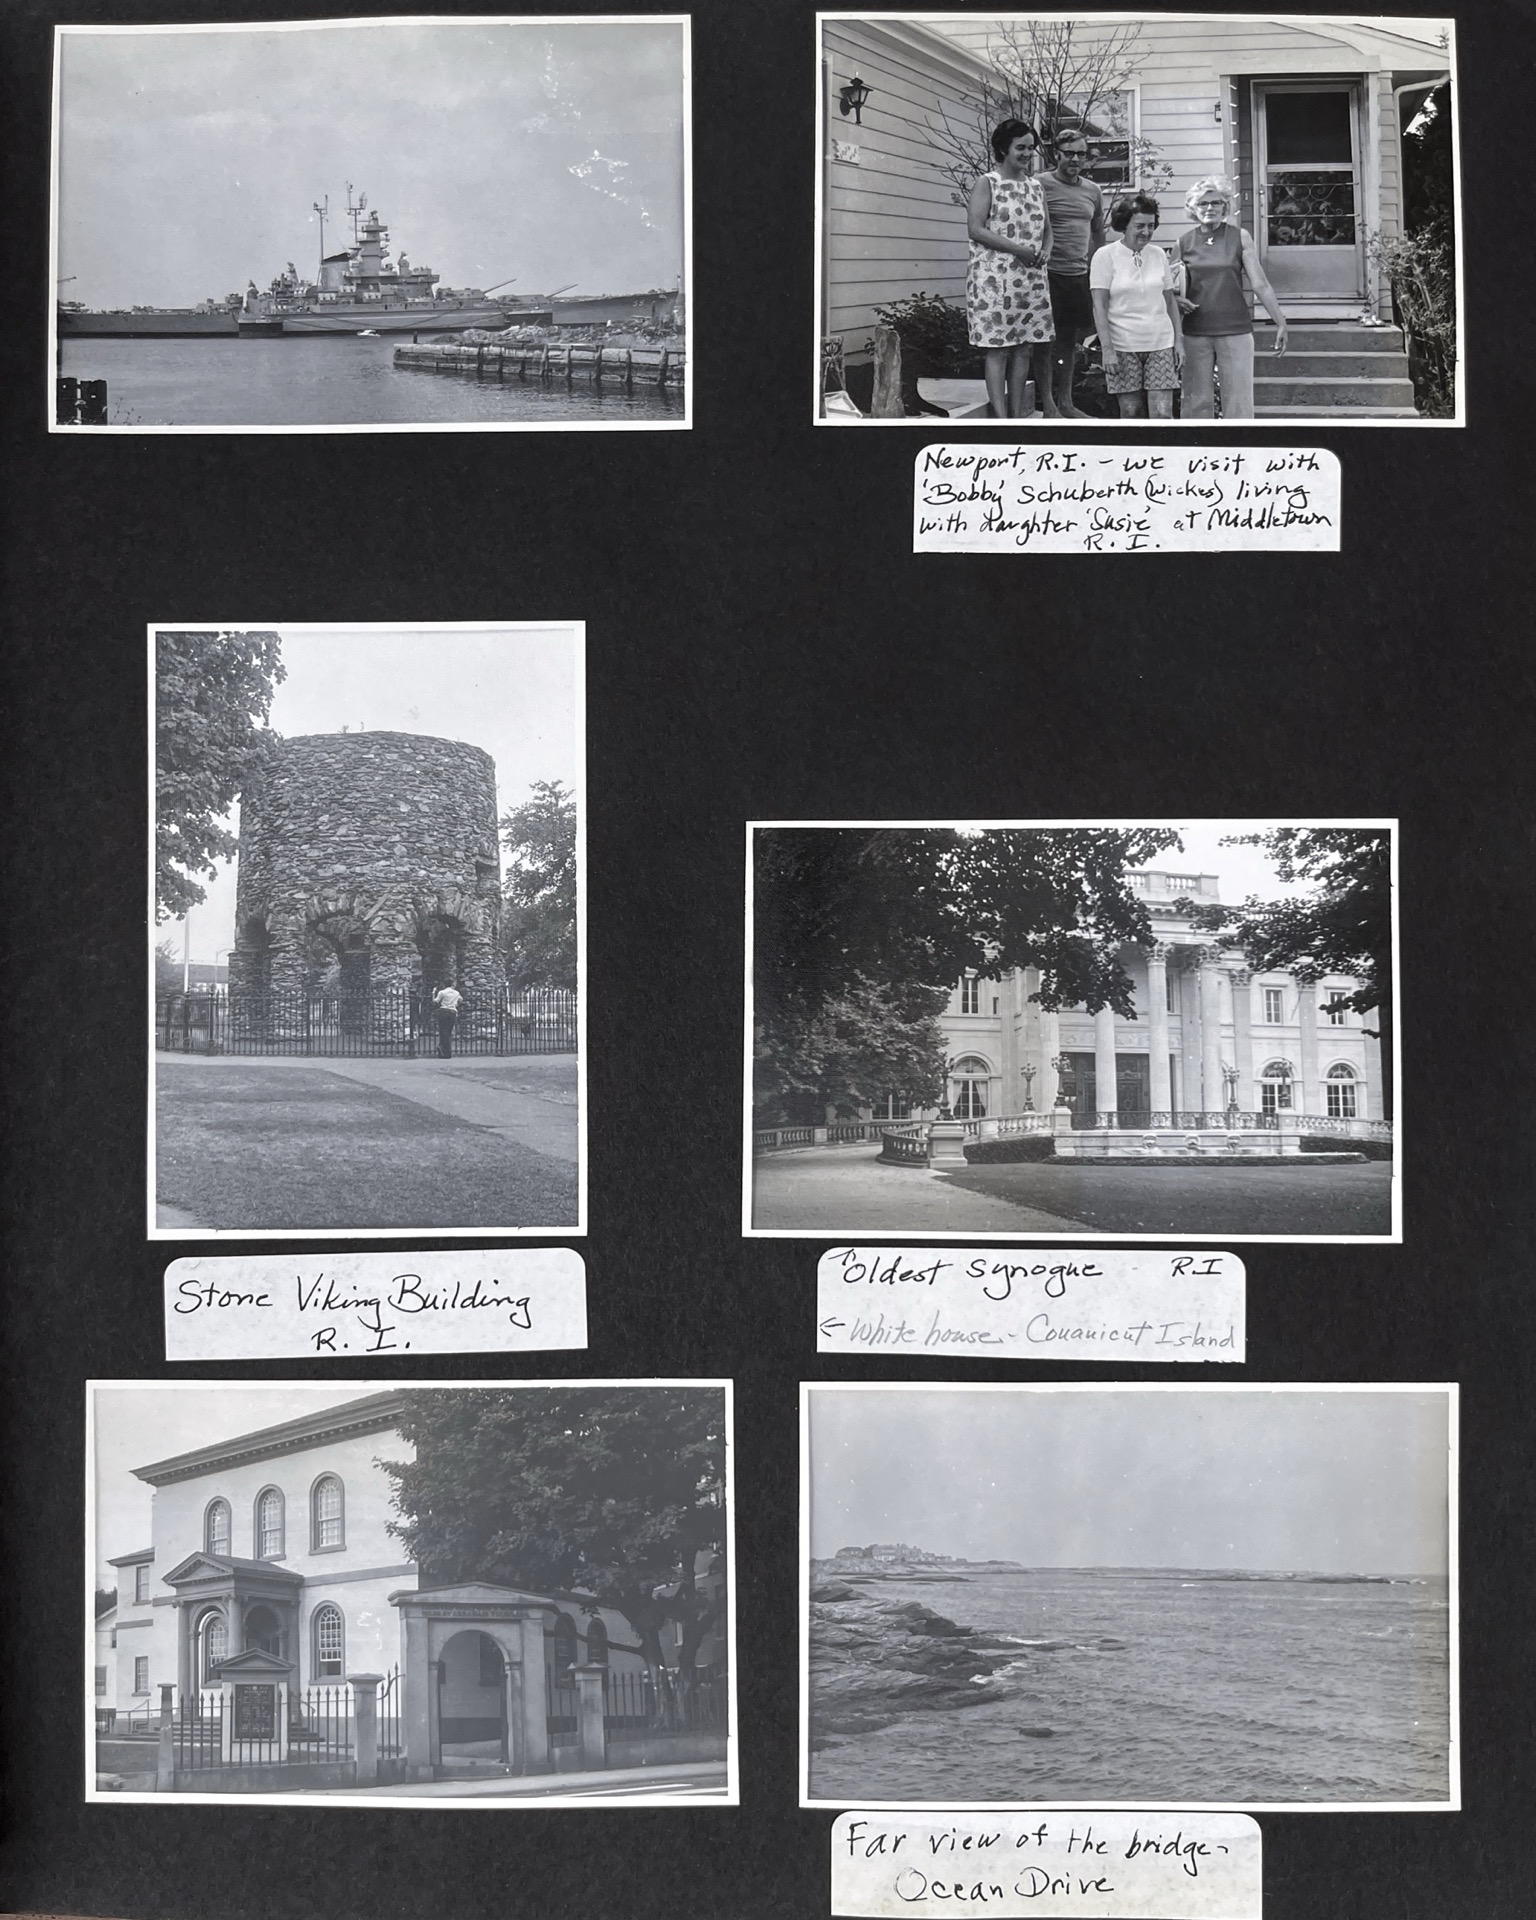 Newport, R.I. - we visit with
'Bobby' Schuberth (Wickes) living
with daughter 'Susie' at Middletown
R. I.
Stone Viking Building
R. I.
↑ Oldest Synogue - R.I
← White house - Conanicut Island
Far view of the bridge -
Ocean Drive